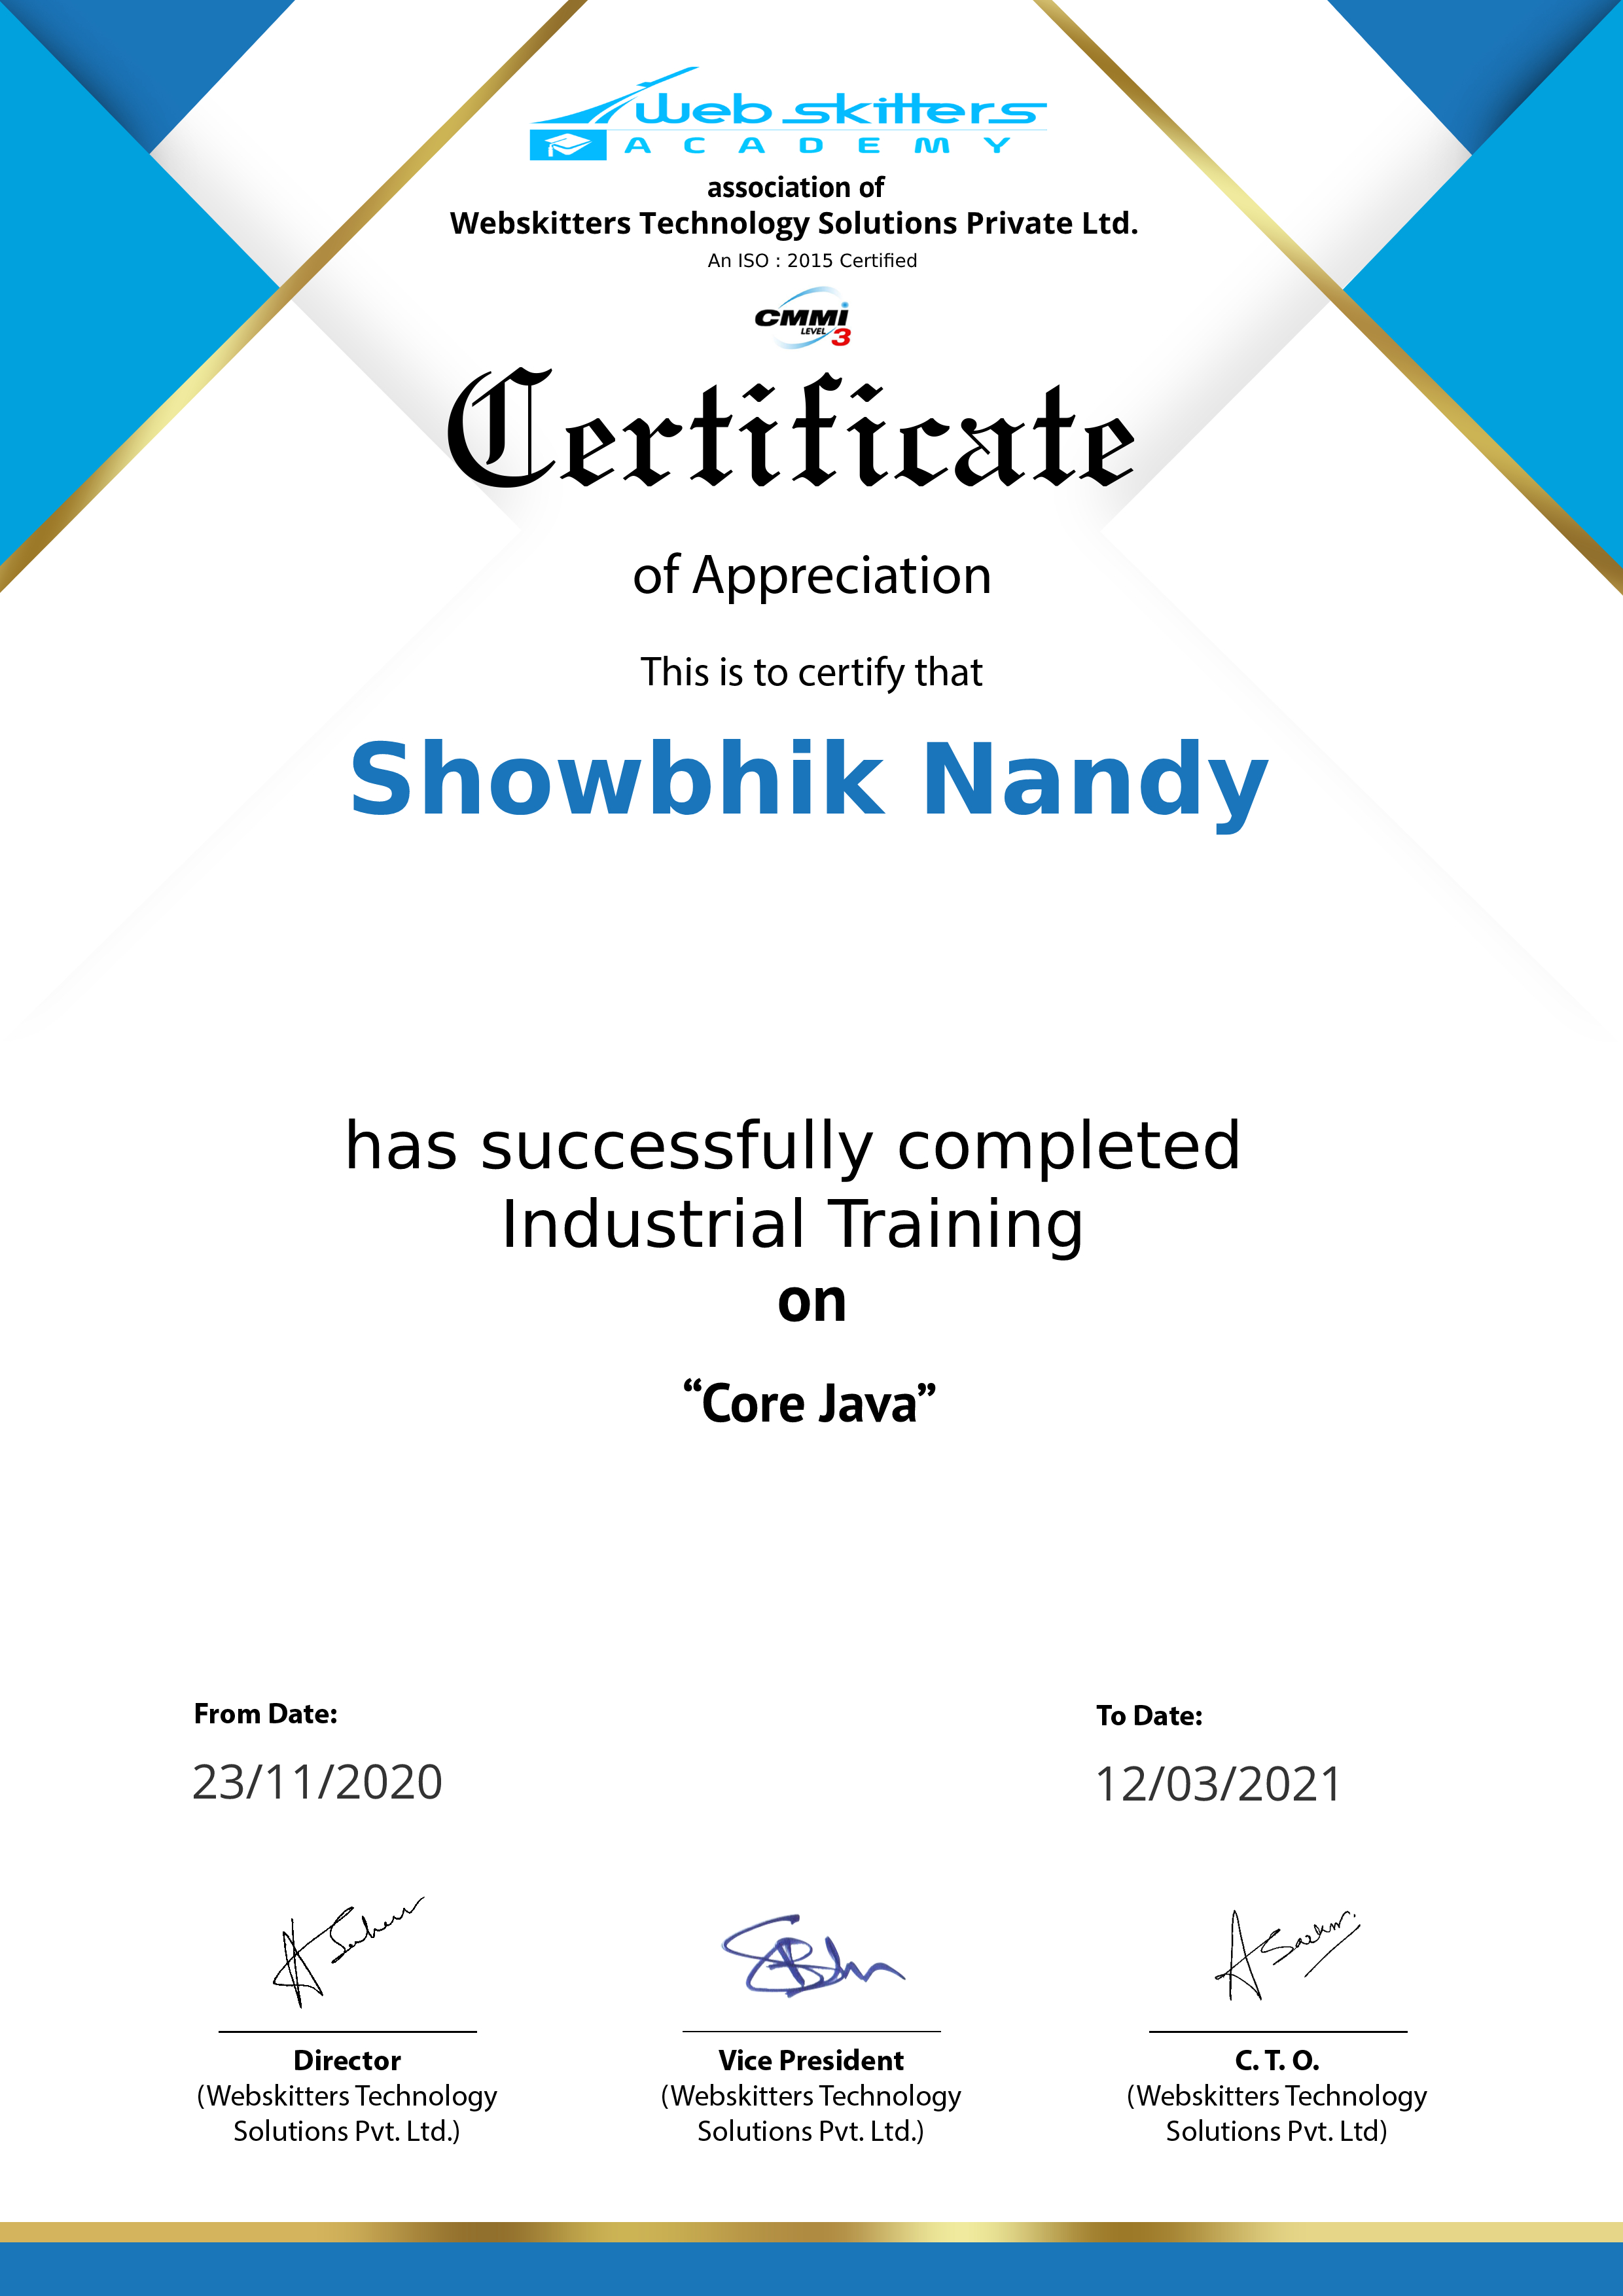 Web skitters
ACADEMY
association of
Webskitters Technology Solutions Private Ltd.
An ISO : 2015 Certified
CMMi
LEVEL 3
Certificate
of Appreciation
This is to certify that
Showbhik Nandy
has successfully completed
Industrial Training
on
“Core Java”
From Date:
To Date:
23/11/2020
12/03/2021
Director
Vice President
C. T. O.
(Webskitters Technology
(Webskitters Technology
(Webskitters Technology
Solutions Pvt. Ltd.)
Solutions Pvt. Ltd.)
Solutions Pvt. Ltd)